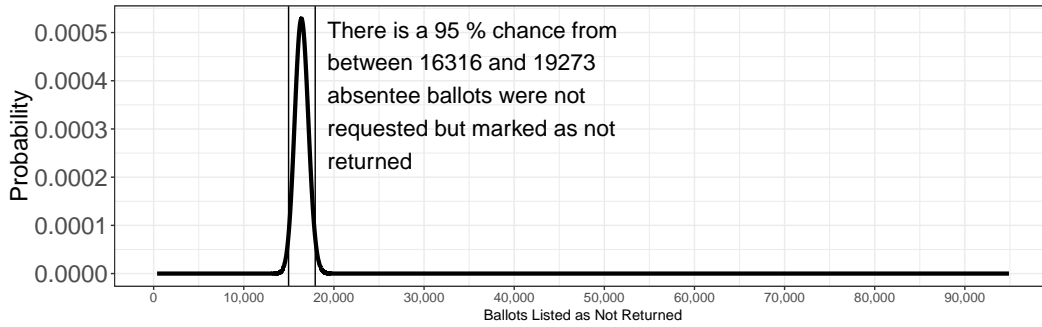 There is a 95 % chance from
between 16316 and 19273
absentee ballots were not
requested but marked as not
returned
Probability
0.0005
0.0004
0.0003
0.0002
0.0001
0.0000
0 10,000 20,000 30,000 40,000 50,000 60,000 70,000 80,000 90,000
Ballots Listed as Not Returned